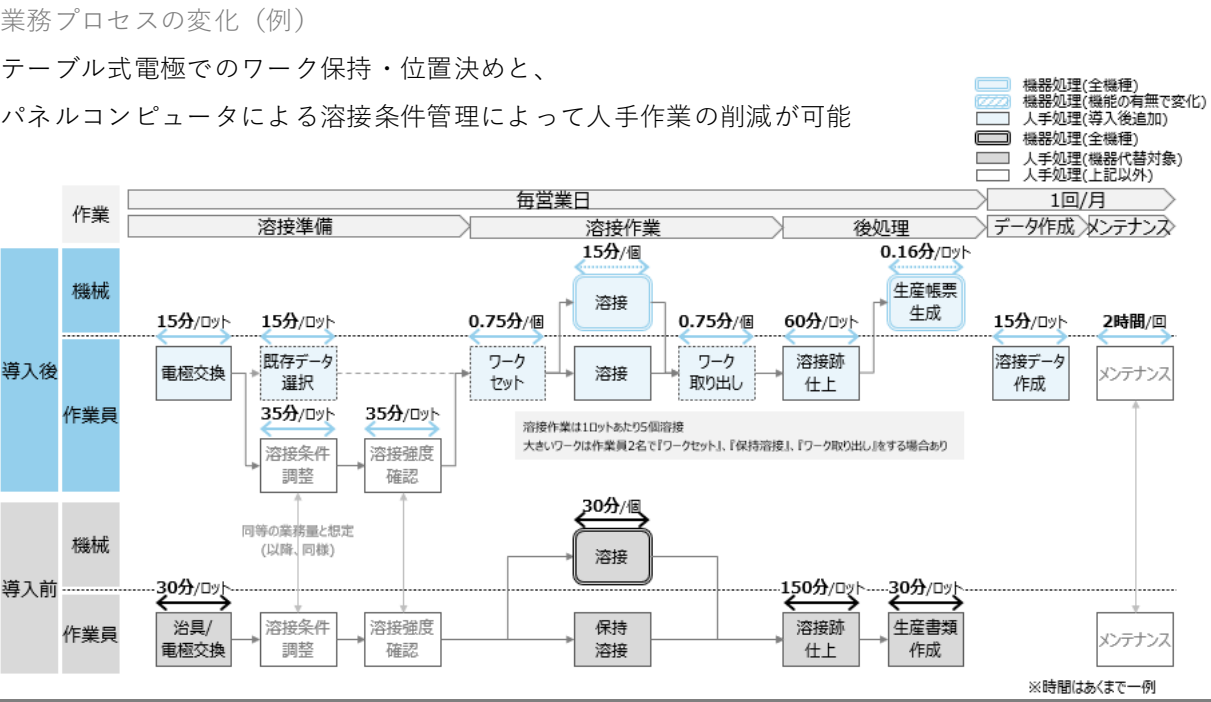 業務プロセスの変化（例）
テーブル式電極でのワーク保持・位置決めと、
パネルコンピュータによる溶接条件管理によって人手作業の削減が可能
機器処理(全機種)
機器処理(機能の有無で変化)
人手処理(導入後追加)
機器処理(全機種)
人手処理(機器代替対象)
人手処理(上記以外)
作業
毎営業日
1回/月
溶接準備
溶接作業
後処理
データ作成
メンテナンス
導入後
機械
15分/個
0.16分/ロット
溶接
生産帳票
生成
作業員
15分/ロット
15分/ロット
0.75分/個
0.75分/個
60分/ロット
15分/ロット
2時間/回
電極交換
既存データ
選択
ワーク
セット
溶接
ワーク
取り出し
溶接跡
仕上
溶接データ
作成
メンテナンス
35分/ロット
35分/ロット
溶接条件
調整
溶接強度
確認
溶接作業は1ロットあたり5個溶接
大きいワークは作業員2名で『ワークセット』、『保持溶接』、『ワーク取り出し』をする場合あり
同等の業務量と想定
(以降、同様)
導入前
機械
30分/個
溶接
作業員
30分/ロット
150分/ロット
30分/ロット
治具/
電極交換
溶接条件
調整
溶接強度
確認
保持
溶接
溶接跡
仕上
生産書類
作成
メンテナンス
※時間はあくまで一例